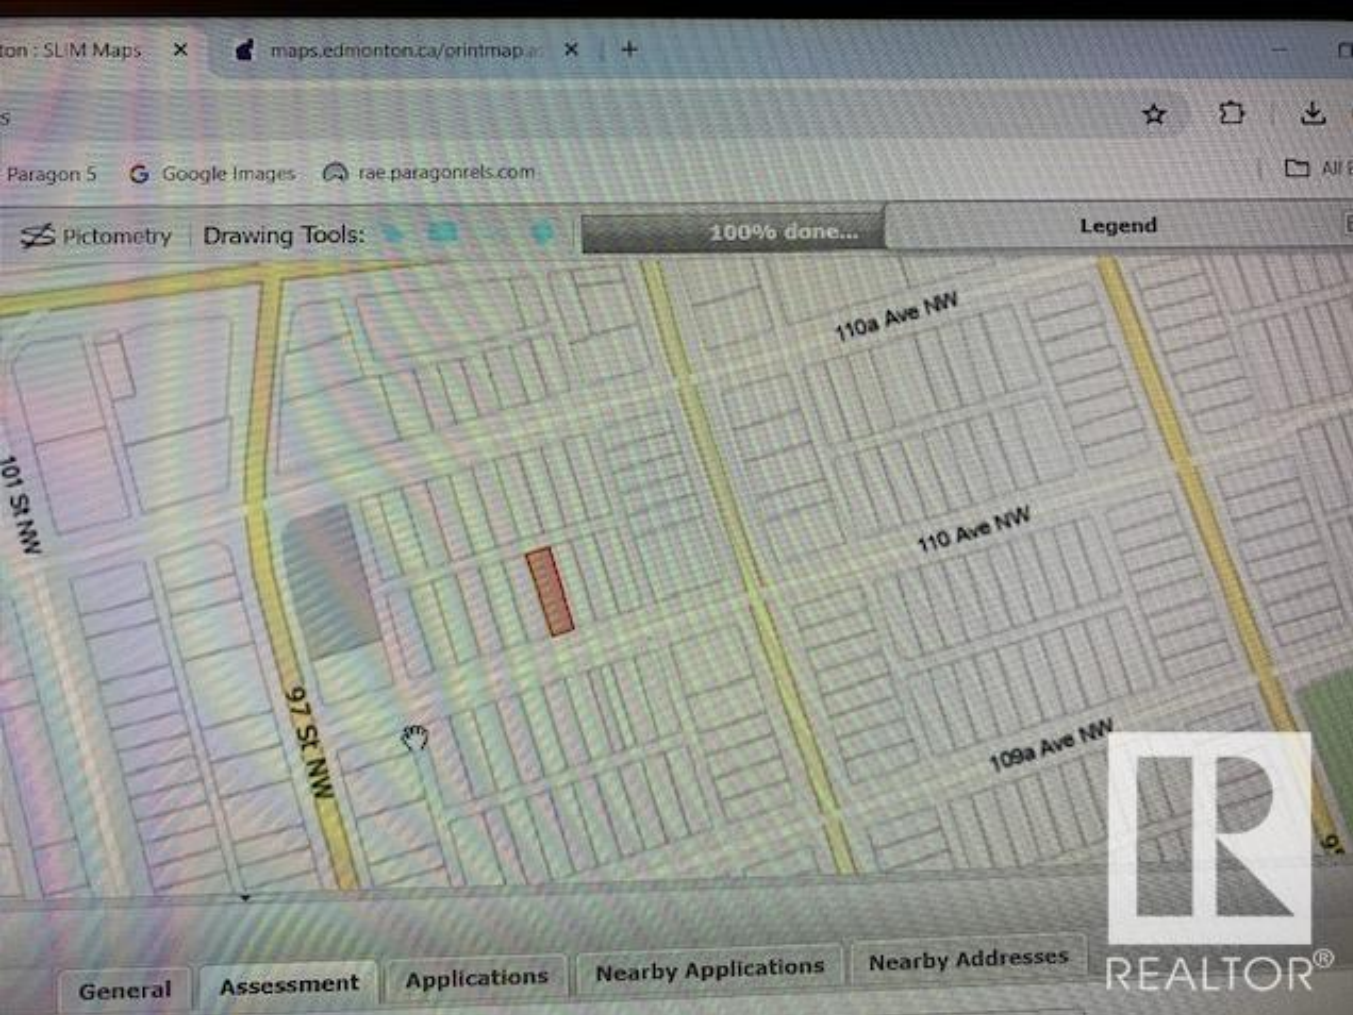 ton : SLIM Maps
maps.edmonton.ca/printmap.a
s
Paragon 5
Google Images
rae.paragonrels.com
All
Pictometry
Drawing Tools:
100% done...
Legend
110a Ave NW
101 St NW
110 Ave NW
97 St NW
109a Ave NW
General
Assessment
Applications
Nearby Applications
Nearby Addresses
R
REALTOR®